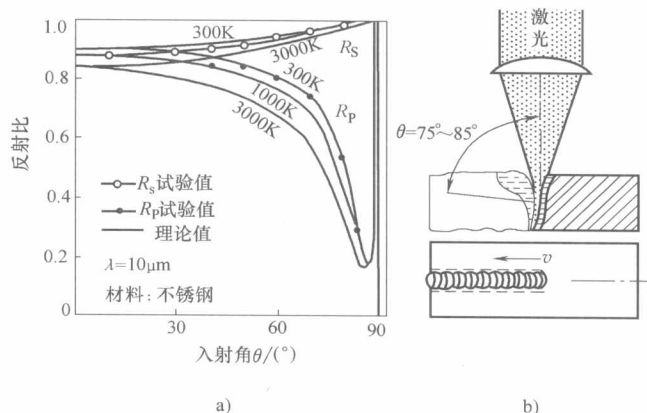 1.0
0.8
0.6
0.4
0.2
0
反射比
300K
3000K
R_S
300K
R_P
1000K
3000K
R_s试验值
R_P试验值
理论值
λ=10μm
材料：不锈钢
30
60
90
入射角θ/(°)
a)
激
光
θ=75°~85°
v
b)